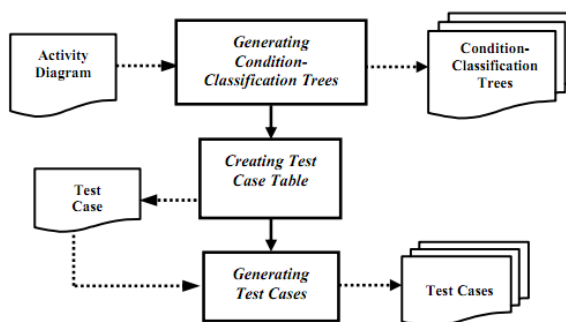 Activity
Diagram
Generating
Condition-
Classification Trees
Condition-
Classification
Trees
Creating Test
Case Table
Test
Case
Generating
Test Cases
Test Cases